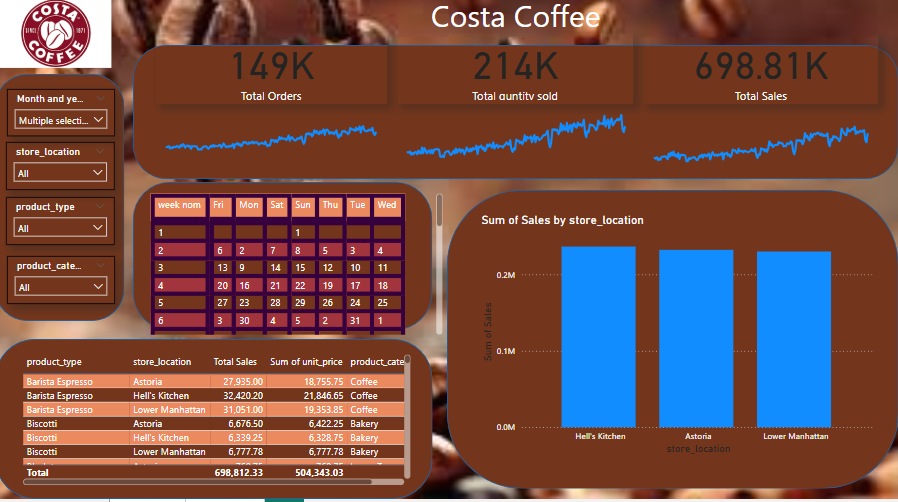 COSTA
SINCE 1971
COFFEE
Costa Coffee
149K
Total Orders
214K
Total quntity sold
698.81K
Total Sales
Month and ye...
Multiple selecti...
store_location
All
product_type
All
product_cate...
All
week nom Fri Mon Sat Sun Thu Tue Wed
1 1
2 6 2 7 8 5 3 4
3 13 9 14 15 12 10 11
4 20 16 21 22 19 17 18
5 27 23 28 29 26 24 25
6 3 30 4 5 2 31 1
Sum of Sales by store_location
Sum of Sales
0.2M
0.1M
0.0M
Hell's Kitchen Astoria Lower Manhattan
store_location
product_type store_location Total Sales Sum of unit_price product_cate
Barista Espresso Astoria 27,935.00 18,755.75 Coffee
Barista Espresso Hell's Kitchen 32,420.20 21,846.65 Coffee
Barista Espresso Lower Manhattan 31,051.00 19,353.85 Coffee
Biscotti Astoria 6,676.50 6,422.25 Bakery
Biscotti Hell's Kitchen 6,339.25 6,328.75 Bakery
Biscotti Lower Manhattan 6,777.78 6,777.78 Bakery
Total 698,812.33 504,343.03